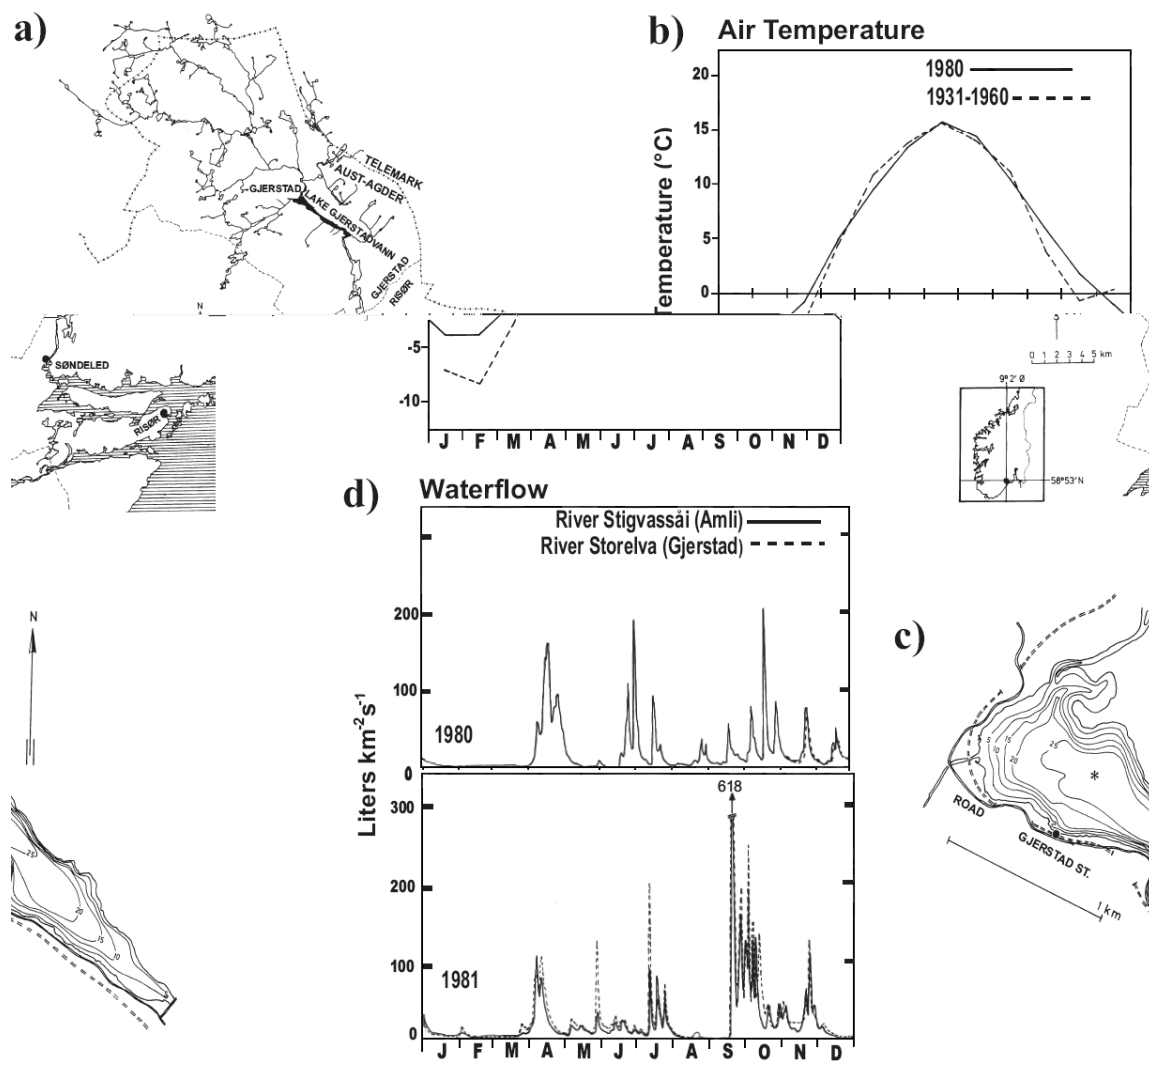 a)
TELEMARK
AUST-AGDER
GJERSTAD
LAKE GJERSTADVANN
GJERSTAD
RISØR
N
b) Air Temperature
1980
1931-1960
Temperature (°C)
20
15
10
5
0
-5
-10
J F M A M J J A S O N D
SØNDELED
RISØR
0 1 2 3 4 5 km
9° 2' Ø
58° 53' N
d) Waterflow
River Stigvassåi (Amli)
River Storelva (Gjerstad)
Liters km-2s-1
200
100
1980
0
618
300
200
100
1981
0
J F M A M J J A S O N D
N
25
20
15
10
5
c)
5
10
15
20
25
*
ROAD
GJERSTAD ST.
1 km